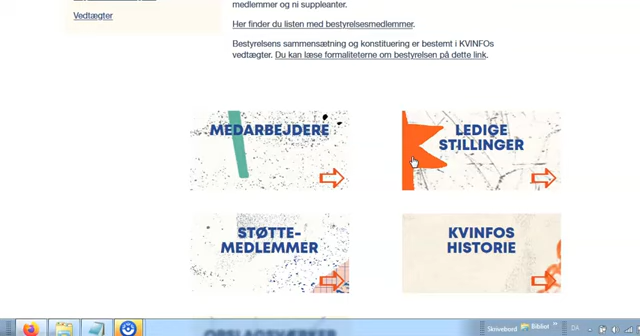 medlemmer og ni suppleanter.
Vedtægter
Her finder du listen med bestyrelsesmedlemmer.
Bestyrelsens sammensætning og konstituering er bestemt i KVINFOs
vedtægter. Du kan læse formaliteterne om bestyrelsen på dette link.
MEDARBEJDERE
LEDIGE
STILLINGER
STØTTE-
MEDLEMMER
KVINFOS
HISTORIE
OPSLAGSVÆRKER
Skrivebord
Bibliot
DA